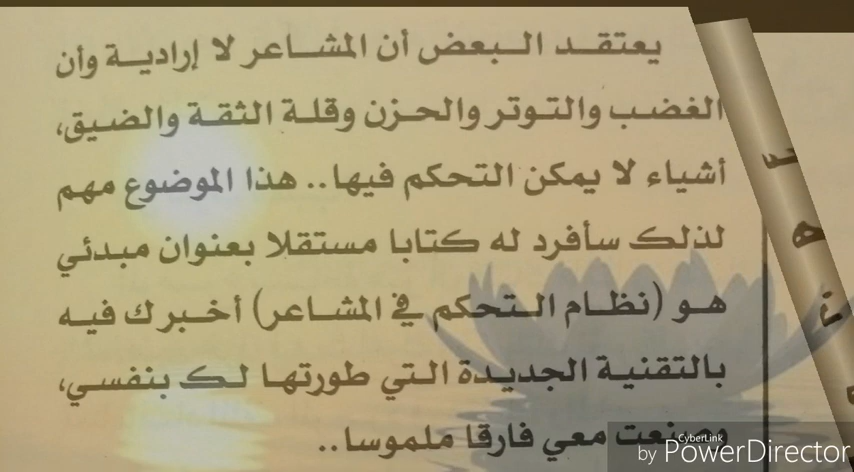 يعتقد البعض أن المشاعر لا إرادية وأن
الغضب والتوتر والحزن وقلة الثقة والضيق،
أشياء لا يمكن التحكم فيها.. هذا الموضوع مهم
لذلك سأفرد له كتابا مستقلا بعنوان مبدئي
هو (نظام التحكم في المشاعر) أخبرك فيه
بالتقنية الجديدة التي طورتها لك بنفسي،
وصنعت معي فارقا ملموسا..
by CyberLink PowerDirector